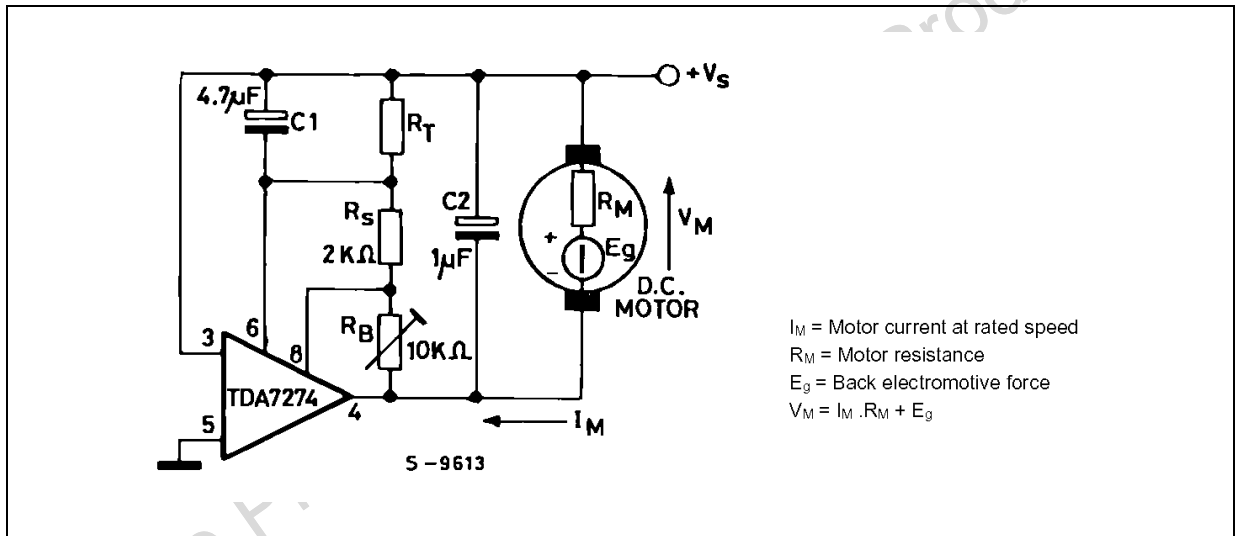 +Vs
4.7µF
C1
RT
Rs
2KΩ
C2
1µF
RM
+
Eg
−
VM
D.C.
MOTOR
RB
10KΩ
3
6
8
TDA7274
4
5
IM
S-9613
IM = Motor current at rated speed
RM = Motor resistance
Eg = Back electromotive force
VM = IM .RM + Eg